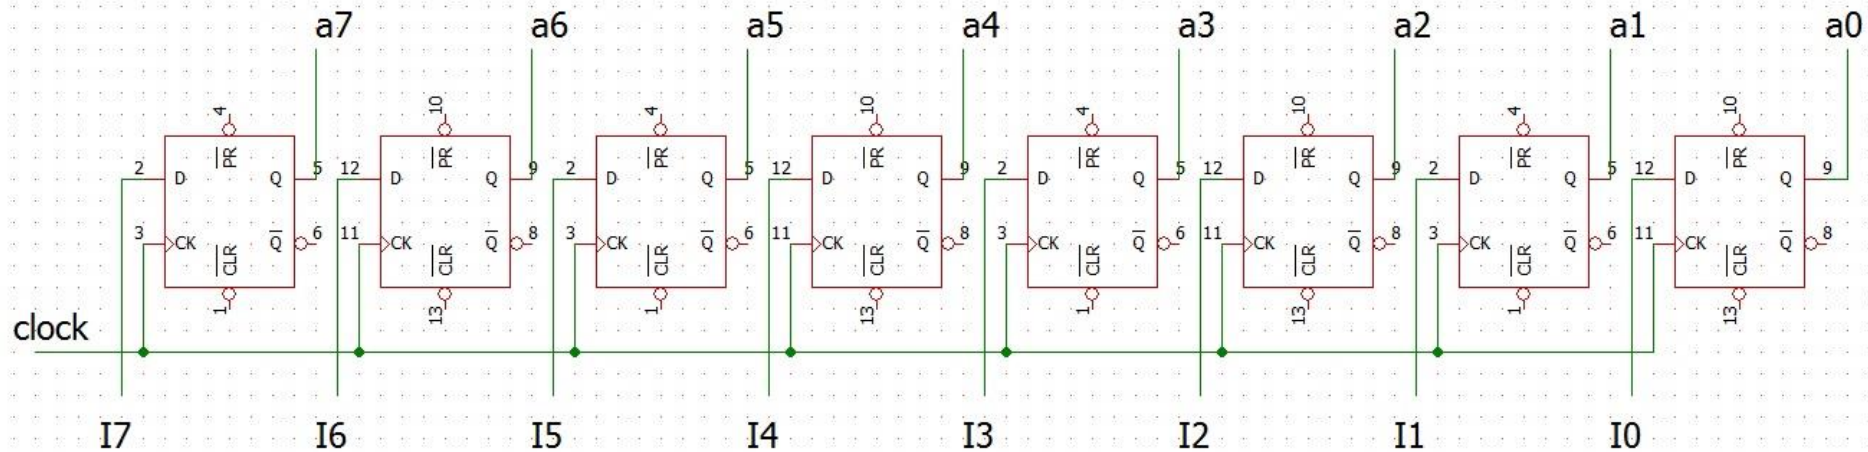 a7 a6 a5 a4 a3 a2 a1 a0
4 10 4 10 4 10 4 10
PR PR PR PR PR PR PR PR
2 D Q 5 12 D Q 9 2 D Q 5 12 D Q 9 2 D Q 5 12 D Q 9 2 D Q 5 12 D Q 9
3 CK Q 6 11 CK Q 8 3 CK Q 6 11 CK Q 8 3 CK Q 6 11 CK Q 8 3 CK Q 6 11 CK Q 8
CLR CLR CLR CLR CLR CLR CLR CLR
1 13 1 13 1 13 1 13
clock
I7 I6 I5 I4 I3 I2 I1 I0